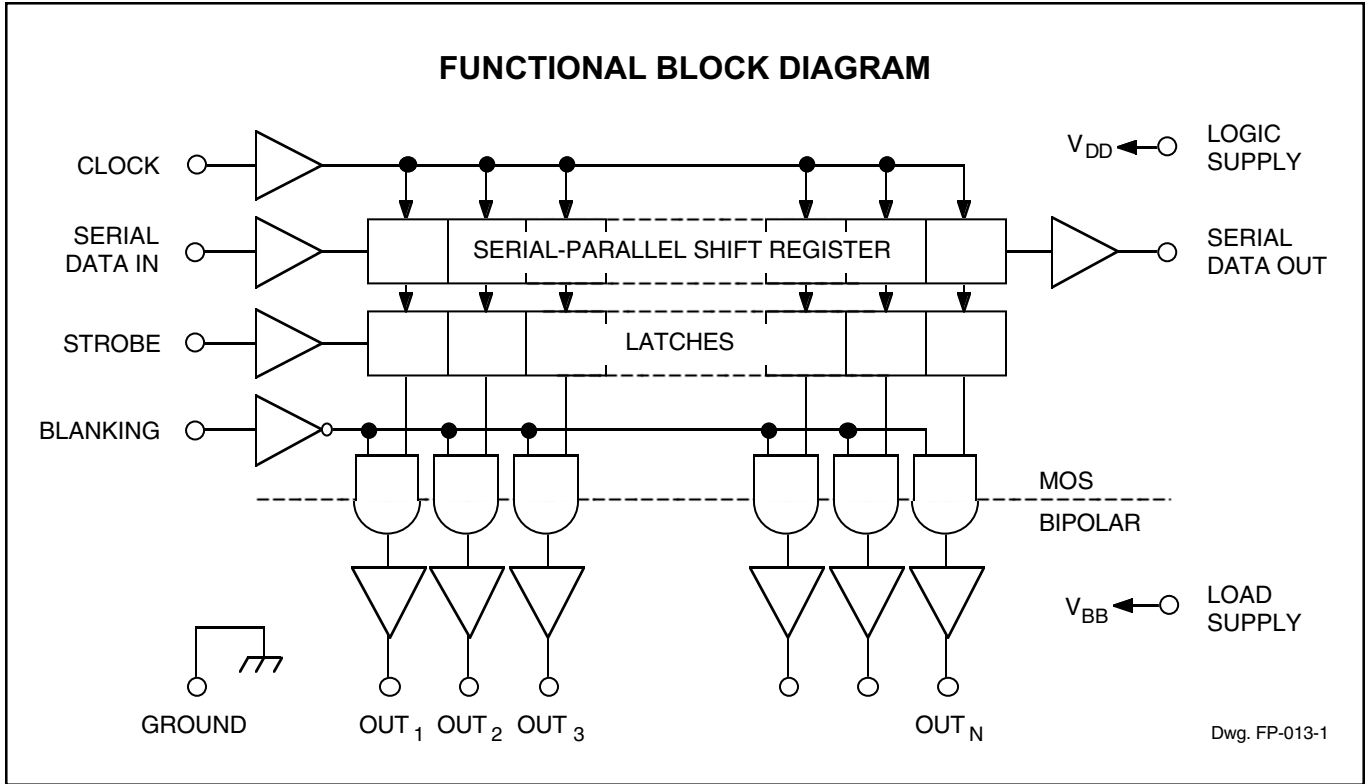 FUNCTIONAL BLOCK DIAGRAM
CLOCK
V DD
LOGIC
SUPPLY
SERIAL
DATA IN
SERIAL-PARALLEL SHIFT REGISTER
SERIAL
DATA OUT
STROBE
LATCHES
BLANKING
MOS
BIPOLAR
V BB
LOAD
SUPPLY
GROUND
OUT 1
OUT 2
OUT 3
OUT N
Dwg. FP-013-1